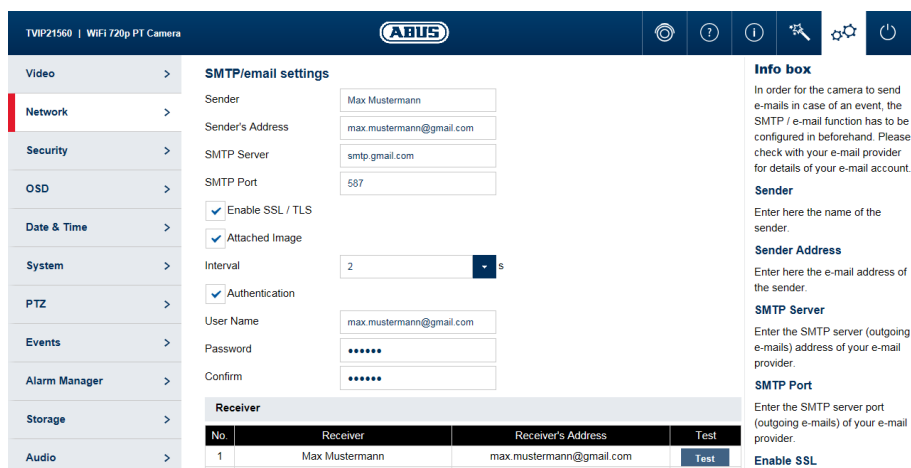 TVIP21560 | WiFi 720p PT Camera
ABUS
?
i
Video >
Network >
Security >
OSD >
Date & Time >
System >
PTZ >
Events >
Alarm Manager >
Storage >
Audio >
SMTP/email settings
Sender Max Mustermann
Sender's Address max.mustermann@gmail.com
SMTP Server smtp.gmail.com
SMTP Port 587
Enable SSL / TLS
Attached Image
Interval 2 s
Authentication
User Name max.mustermann@gmail.com
Password ••••••
Confirm ••••••
Receiver
No. Receiver Receiver's Address Test
1 Max Mustermann max.mustermann@gmail.com Test
Info box
In order for the camera to send
e-mails in case of an event, the
SMTP / e-mail function has to be
configured in beforehand. Please
check with your e-mail provider
for details of your e-mail account.
Sender
Enter here the name of the
sender.
Sender Address
Enter here the e-mail address of
the sender.
SMTP Server
Enter the SMTP server (outgoing
e-mails) address of your e-mail
provider.
SMTP Port
Enter the SMTP server port
(outgoing e-mails) of your e-mail
provider.
Enable SSL